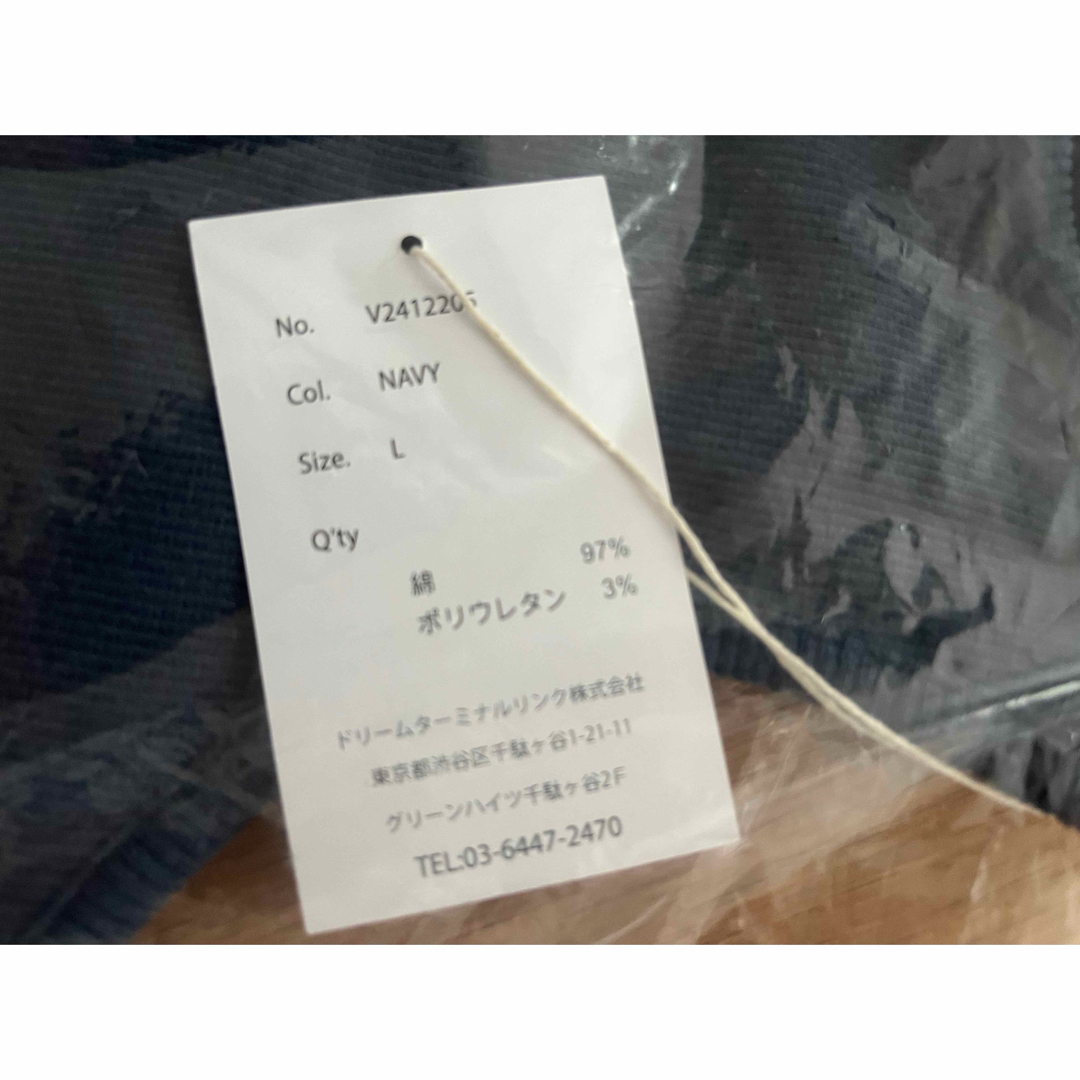 No. V2412205
Col. NAVY
Size. L
Q'ty
綿 97%
ポリウレタン 3%
ドリームターミナルリンク株式会社
東京都渋谷区千駄ヶ谷1-21-11
グリーンハイツ千駄ヶ谷2F
TEL:03-6447-2470